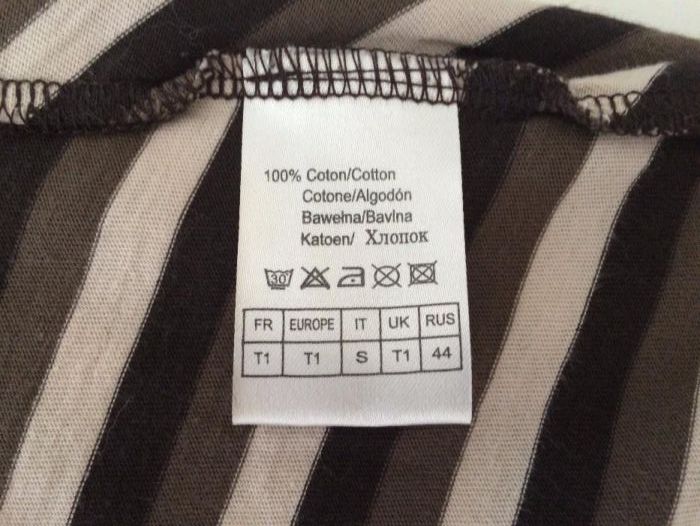 100% Coton/Cotton
Cotone/Algodón
Bawełna/Bavlna
Katoen/ Хлопок
30°
FR EUROPE IT UK RUS
T1 T1 S T1 44